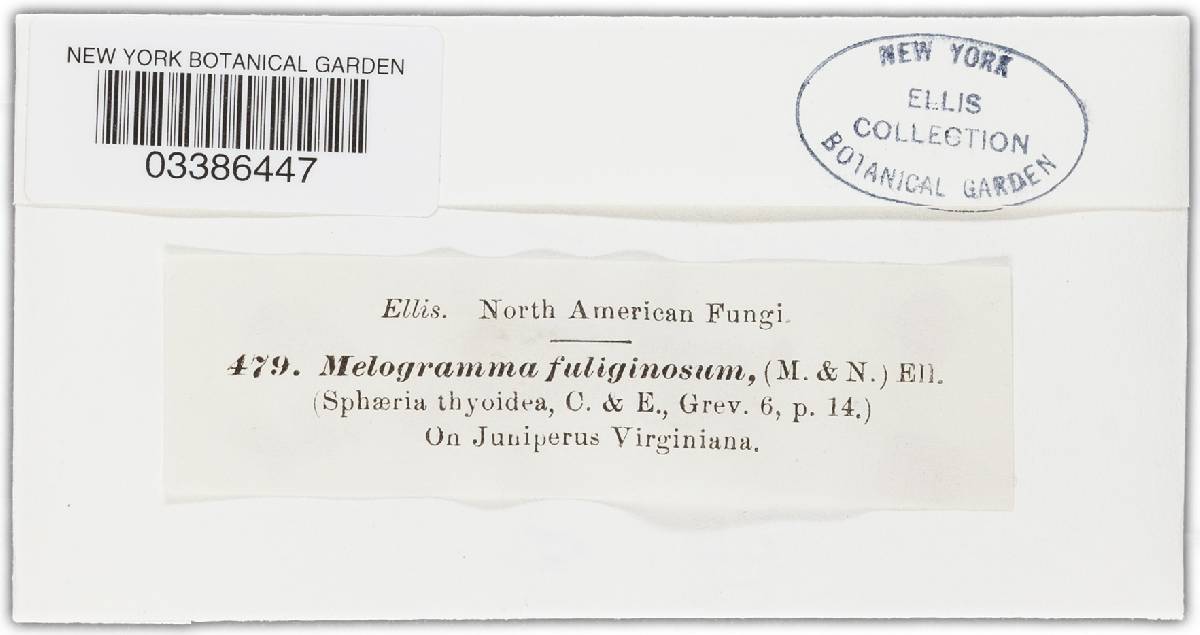 NEW YORK BOTANICAL GARDEN
03386447
NEW YORK
ELLIS
COLLECTION
BOTANICAL GARDEN
Ellis. North American Fungi.
479. Melogramma fuliginosum, (M. & N.) Ell.
(Sphæria thyoidea, C. & E., Grev. 6, p. 14.)
On Juniperus Virginiana.